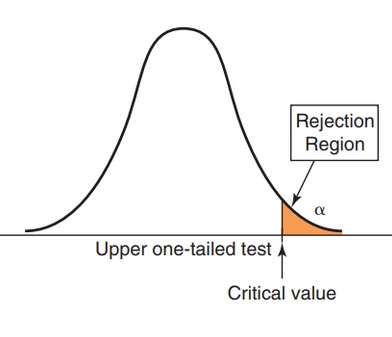 Rejection
Region
α
Upper one-tailed test
Critical value